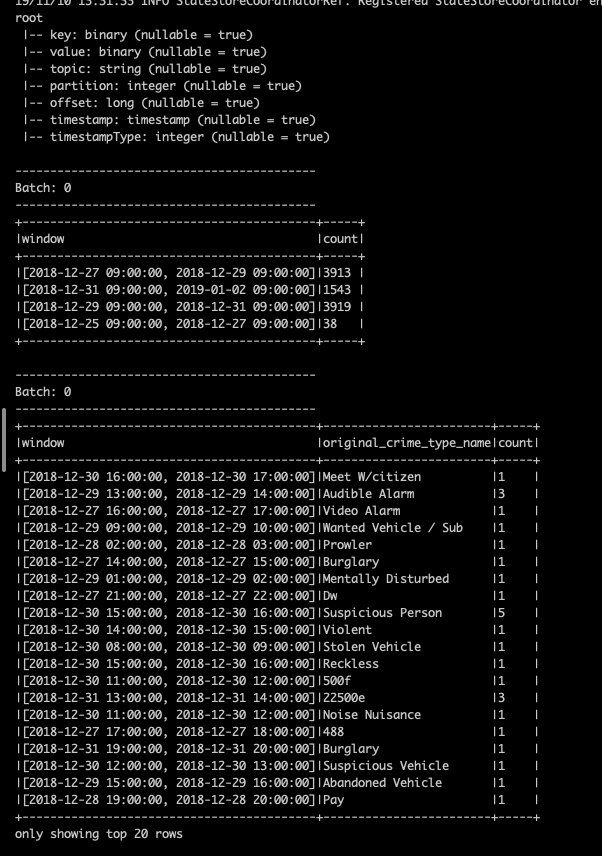 19/11/10 13:51:55 INFO StateStoreCoordinatorRef: Registered StateStoreCoordinator en
root
 |-- key: binary (nullable = true)
 |-- value: binary (nullable = true)
 |-- topic: string (nullable = true)
 |-- partition: integer (nullable = true)
 |-- offset: long (nullable = true)
 |-- timestamp: timestamp (nullable = true)
 |-- timestampType: integer (nullable = true)
-------------------------------------------
Batch: 0
-------------------------------------------
+------------------------------------------+-----+
|window                                    |count|
+------------------------------------------+-----+
|[2018-12-27 09:00:00, 2018-12-29 09:00:00]|3913 |
|[2018-12-31 09:00:00, 2019-01-02 09:00:00]|1543 |
|[2018-12-29 09:00:00, 2018-12-31 09:00:00]|3919 |
|[2018-12-25 09:00:00, 2018-12-27 09:00:00]|38   |
+------------------------------------------+-----+
-------------------------------------------
Batch: 0
-------------------------------------------
+------------------------------------------+------------------------+-----+
|window                                    |original_crime_type_name|count|
+------------------------------------------+------------------------+-----+
|[2018-12-30 16:00:00, 2018-12-30 17:00:00]|Meet W/citizen          |1    |
|[2018-12-29 13:00:00, 2018-12-29 14:00:00]|Audible Alarm           |3    |
|[2018-12-27 16:00:00, 2018-12-27 17:00:00]|Video Alarm             |1    |
|[2018-12-29 09:00:00, 2018-12-29 10:00:00]|Wanted Vehicle / Sub    |1    |
|[2018-12-28 02:00:00, 2018-12-28 03:00:00]|Prowler                 |1    |
|[2018-12-27 14:00:00, 2018-12-27 15:00:00]|Burglary                |1    |
|[2018-12-29 01:00:00, 2018-12-29 02:00:00]|Mentally Disturbed      |1    |
|[2018-12-27 21:00:00, 2018-12-27 22:00:00]|Dw                      |1    |
|[2018-12-30 15:00:00, 2018-12-30 16:00:00]|Suspicious Person       |5    |
|[2018-12-30 14:00:00, 2018-12-30 15:00:00]|Violent                 |1    |
|[2018-12-30 08:00:00, 2018-12-30 09:00:00]|Stolen Vehicle          |1    |
|[2018-12-30 15:00:00, 2018-12-30 16:00:00]|Reckless                |1    |
|[2018-12-30 11:00:00, 2018-12-30 12:00:00]|500f                    |1    |
|[2018-12-31 13:00:00, 2018-12-31 14:00:00]|22500e                  |3    |
|[2018-12-30 11:00:00, 2018-12-30 12:00:00]|Noise Nuisance          |1    |
|[2018-12-27 17:00:00, 2018-12-27 18:00:00]|488                     |1    |
|[2018-12-31 19:00:00, 2018-12-31 20:00:00]|Burglary                |1    |
|[2018-12-30 12:00:00, 2018-12-30 13:00:00]|Suspicious Vehicle      |1    |
|[2018-12-29 15:00:00, 2018-12-29 16:00:00]|Abandoned Vehicle       |1    |
|[2018-12-28 19:00:00, 2018-12-28 20:00:00]|Pay                     |1    |
+------------------------------------------+------------------------+-----+
only showing top 20 rows